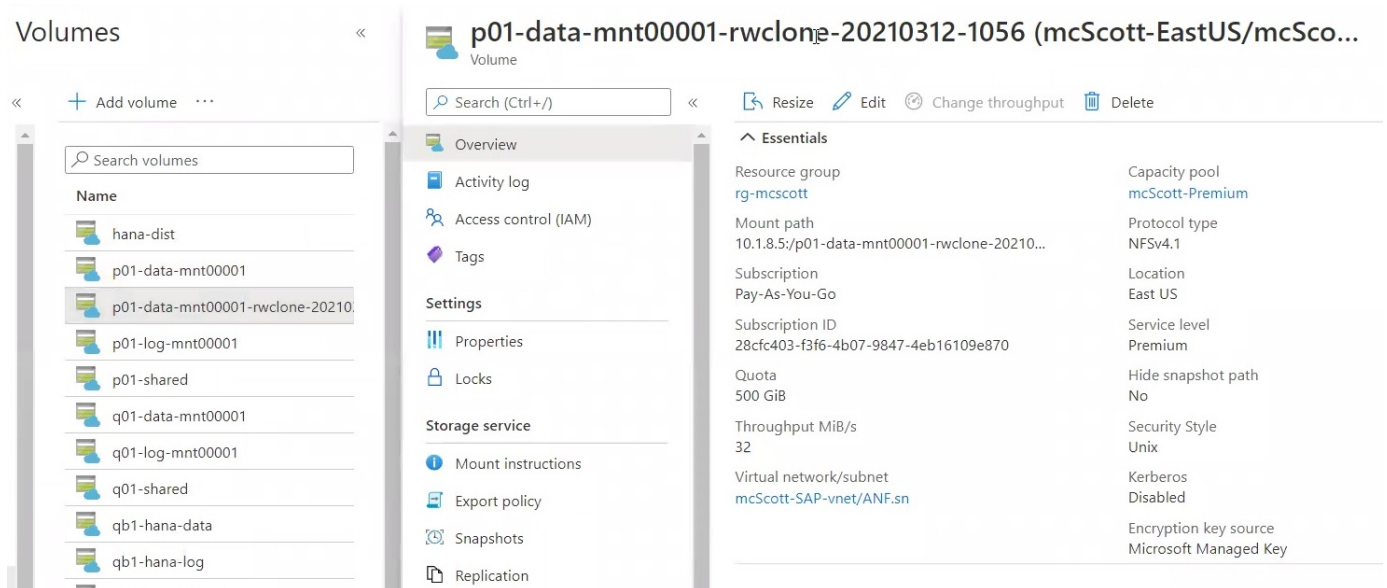 Volumes
«
«
Add volume ...
Search volumes
Name
hana-dist
p01-data-mnt00001
p01-data-mnt00001-rwclone-20210
p01-log-mnt00001
p01-shared
q01-data-mnt00001
q01-log-mnt00001
q01-shared
qb1-hana-data
qb1-hana-log
p01-data-mnt00001-rwclone-20210312-1056 (mcScott-EastUS/mcSco...
Volume
Search (Ctrl+/)
«
Overview
Activity log
Access control (IAM)
Tags
Settings
Properties
Locks
Storage service
Mount instructions
Export policy
Snapshots
Replication
Resize Edit Change throughput Delete
Essentials
Resource group
rg-mcscott
Mount path
10.1.8.5:/p01-data-mnt00001-rwclone-20210...
Subscription
Pay-As-You-Go
Subscription ID
28cfc403-f3f6-4b07-9847-4eb16109e870
Quota
500 GiB
Throughput MiB/s
32
Virtual network/subnet
mcScott-SAP-vnet/ANF.sn
Capacity pool
mcScott-Premium
Protocol type
NFSv4.1
Location
East US
Service level
Premium
Hide snapshot path
No
Security Style
Unix
Kerberos
Disabled
Encryption key source
Microsoft Managed Key